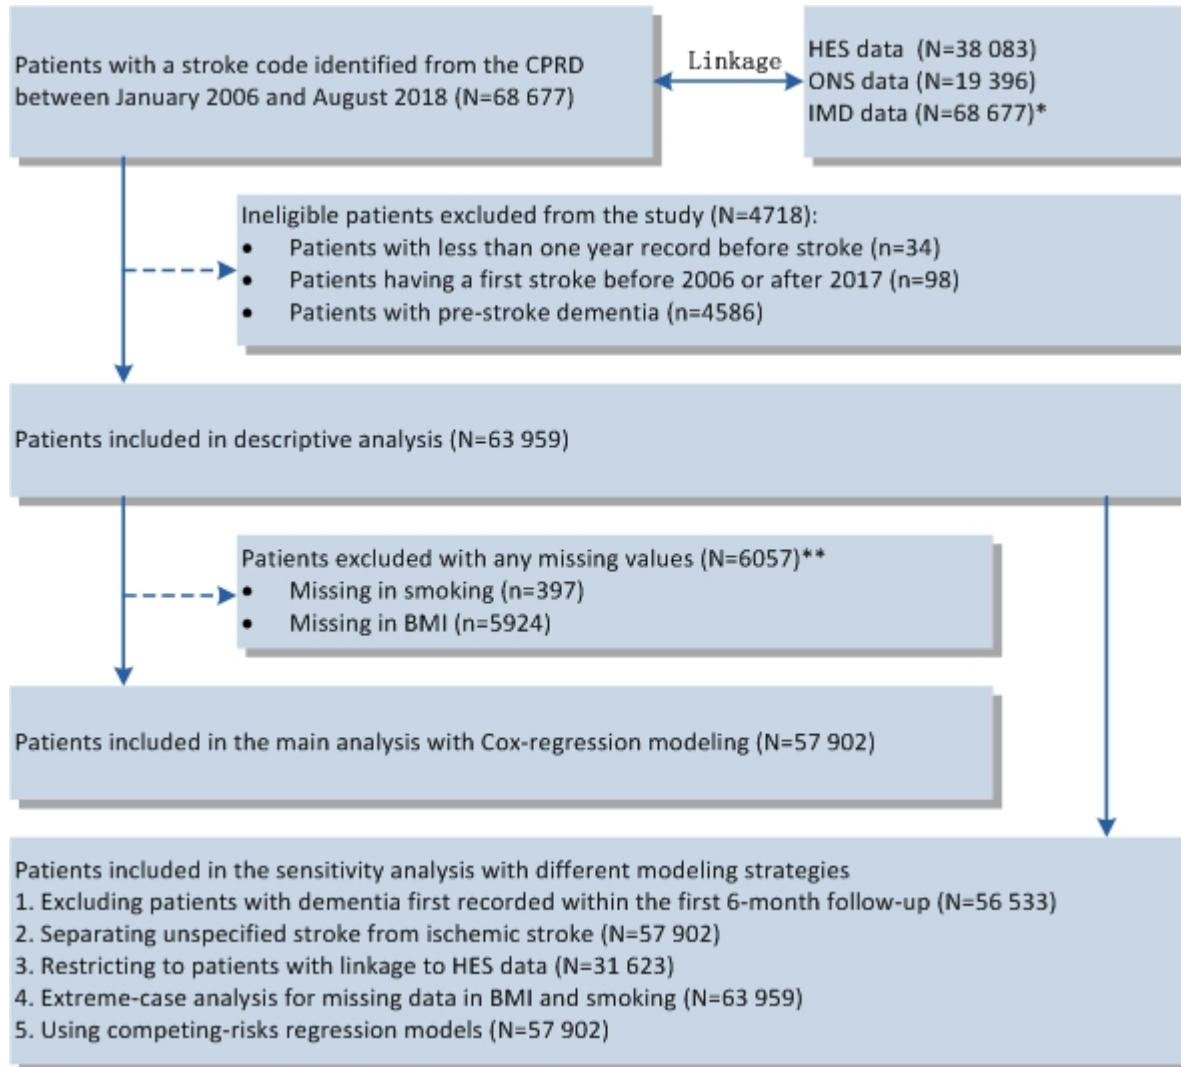 Patients with a stroke code identified from the CPRD
between January 2006 and August 2018 (N=68 677)
Linkage
HES data (N=38 083)
ONS data (N=19 396)
IMD data (N=68 677)*
Ineligible patients excluded from the study (N=4718):
• Patients with less than one year record before stroke (n=34)
• Patients having a first stroke before 2006 or after 2017 (n=98)
• Patients with pre-stroke dementia (n=4586)
Patients included in descriptive analysis (N=63 959)
Patients excluded with any missing values (N=6057)**
• Missing in smoking (n=397)
• Missing in BMI (n=5924)
Patients included in the main analysis with Cox-regression modeling (N=57 902)
Patients included in the sensitivity analysis with different modeling strategies
1. Excluding patients with dementia first recorded within the first 6-month follow-up (N=56 533)
2. Separating unspecified stroke from ischemic stroke (N=57 902)
3. Restricting to patients with linkage to HES data (N=31 623)
4. Extreme-case analysis for missing data in BMI and smoking (N=63 959)
5. Using competing-risks regression models (N=57 902)